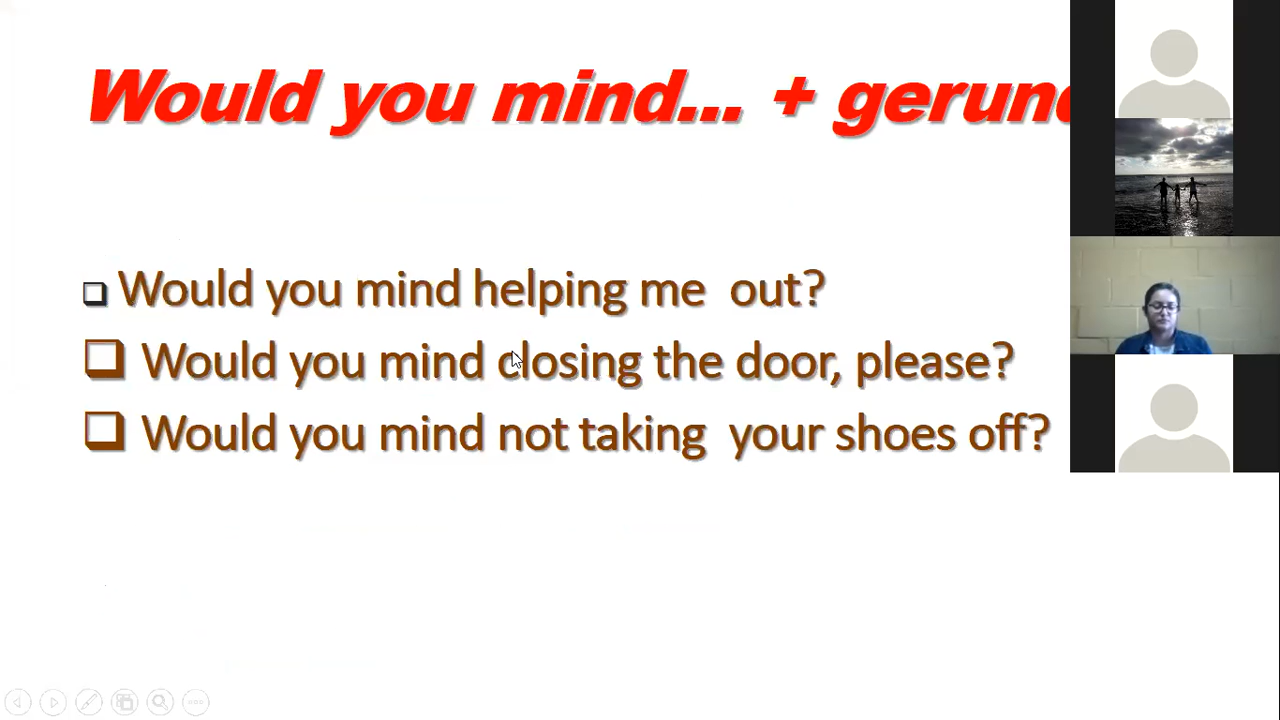 Would you mind... + gerun
Would you mind helping me out?
Would you mind closing the door, please?
Would you mind not taking your shoes off?